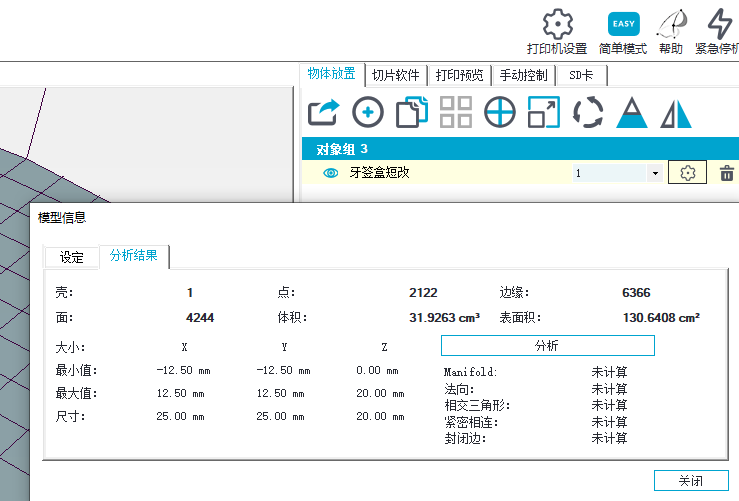 EASY
打印机设置 简单模式 帮助 紧急停机
物体放置 切片软件 打印预览 手动控制 SD卡
对象组 3
牙签盒短改 1
模型信息
设定 分析结果
壳: 1 点: 2122 边缘: 6366
面: 4244 体积: 31.9263 cm³ 表面积: 130.6408 cm²
大小: X Y Z 分析
最小值: -12.50 mm -12.50 mm 0.00 mm Manifold: 未计算
法向: 未计算
最大值: 12.50 mm 12.50 mm 20.00 mm 相交三角形: 未计算
尺寸: 25.00 mm 25.00 mm 20.00 mm 紧密相连: 未计算
封闭边: 未计算
关闭